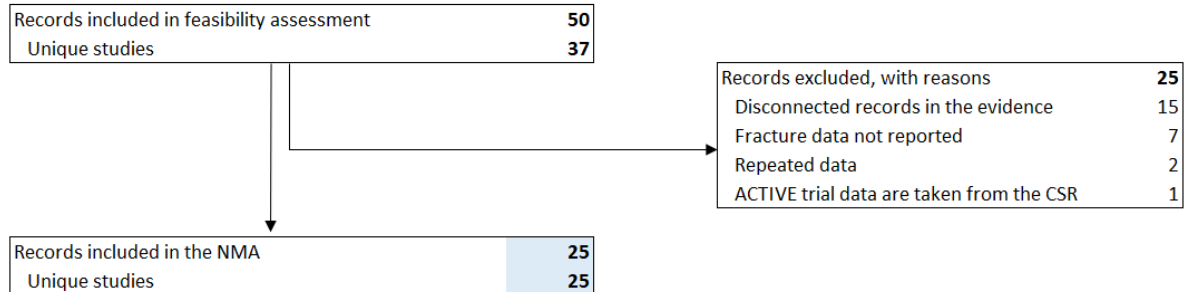 Records included in feasibility assessment 50
Unique studies 37
Records excluded, with reasons 25
Disconnected records in the evidence 15
Fracture data not reported 7
Repeated data 2
ACTIVE trial data are taken from the CSR 1
Records included in the NMA 25
Unique studies 25